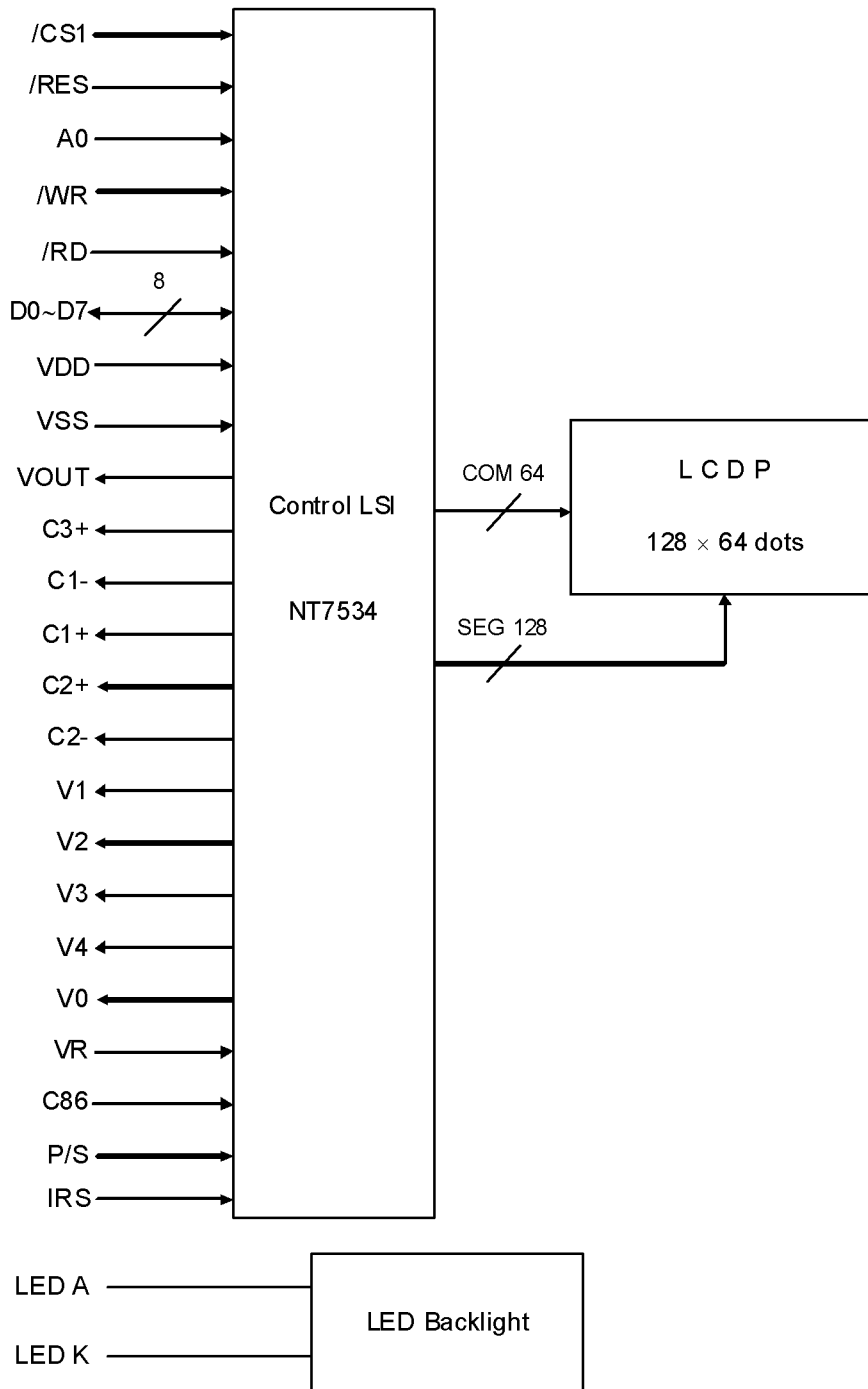 /CS1
/RES
A0
/WR
/RD
8
D0~D7
VDD
VSS
VOUT
C3+
C1-
C1+
C2+
C2-
V1
V2
V3
V4
V0
VR
C86
P/S
IRS
Control LSI
NT7534
COM 64
SEG 128
L C D P
128 × 64 dots
LED A
LED K
LED Backlight